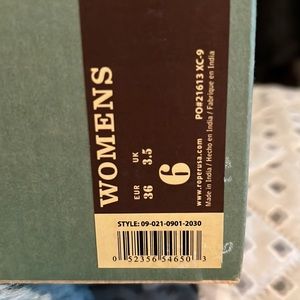 WOMENS
EUR UK
36 3.5
6
www.roperusa.com
Made in India / Hecho en India / Fabrique en India
PO#21613 XC-9
STYLE: 09-021-0901-2030
0 52356 54650 3